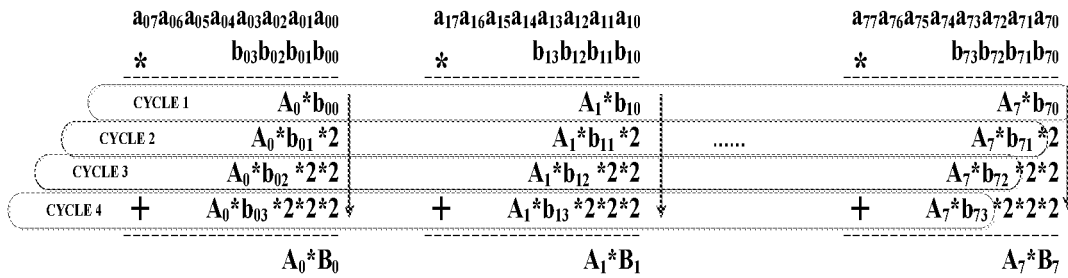 a₀₇a₀₆a₀₅a₀₄a₀₃a₀₂a₀₁a₀₀ a₁₇a₁₆a₁₅a₁₄a₁₃a₁₂a₁₁a₁₀ a₇₇a₇₆a₇₅a₇₄a₇₃a₇₂a₇₁a₇₀
* b₀₃b₀₂b₀₁b₀₀ * b₁₃b₁₂b₁₁b₁₀ * b₇₃b₇₂b₇₁b₇₀
CYCLE 1 A₀*b₀₀ A₁*b₁₀ A₇*b₇₀
CYCLE 2 A₀*b₀₁ *2 A₁*b₁₁ *2 ...... A₇*b₇₁ *2
CYCLE 3 A₀*b₀₂ *2*2 A₁*b₁₂ *2*2 A₇*b₇₂ *2*2
CYCLE 4 + A₀*b₀₃ *2*2*2 + A₁*b₁₃ *2*2*2 + A₇*b₇₃ *2*2*2
A₀*B₀ A₁*B₁ A₇*B₇